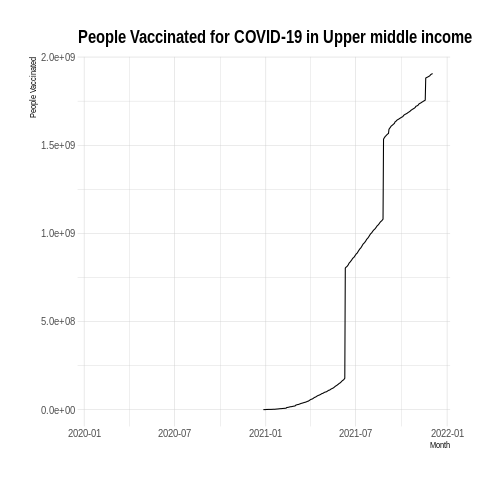 People Vaccinated for COVID-19 in Upper middle income
People Vaccinated
2.0e+09
1.5e+09
1.0e+09
5.0e+08
0.0e+00
2020-01 2020-07 2021-01 2021-07 2022-01
Month